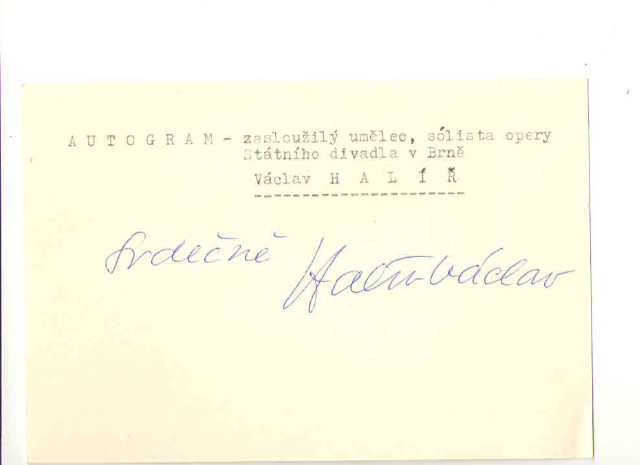 A U T O G R A M - zasloužilý umělec, sólista opery
Státního divadla v Brně
Václav H A L Í Ř
Srdečně Halíř Václav